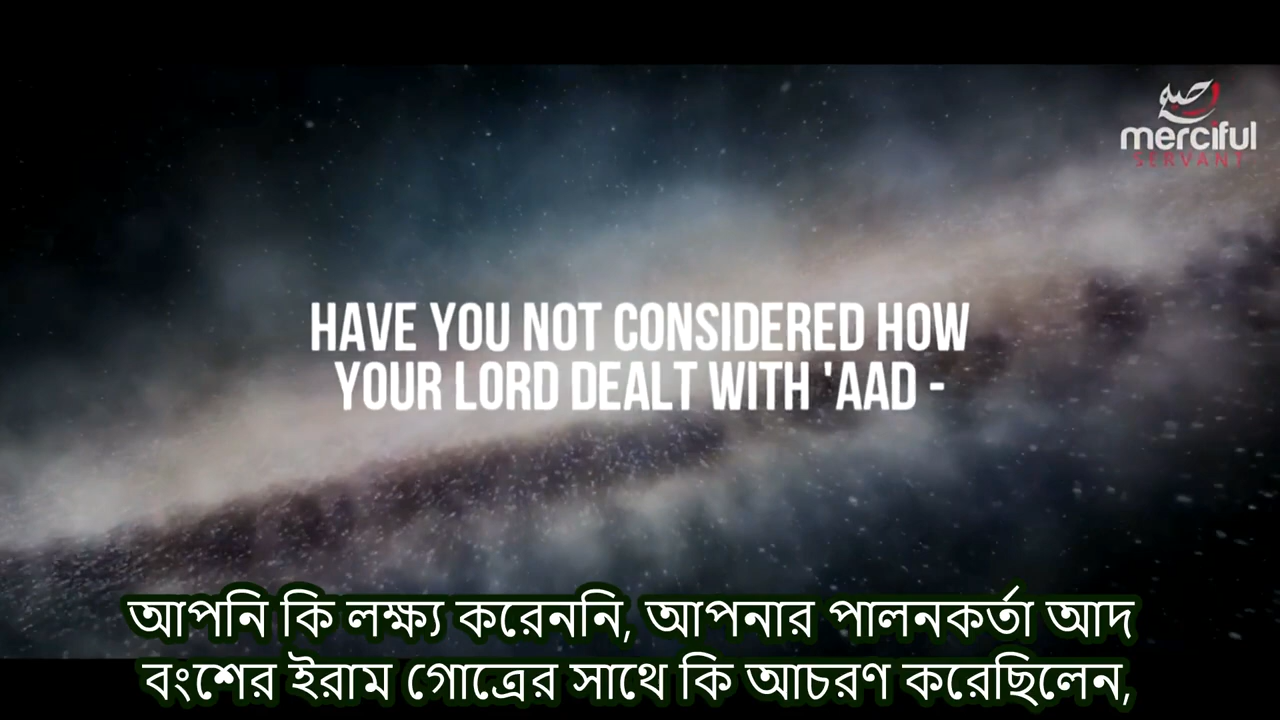 merciful
SERVANT
HAVE YOU NOT CONSIDERED HOW
YOUR LORD DEALT WITH 'AAD -
আপনি কি লক্ষ্য করেননি, আপনার পালনকর্তা আদ
বংশের ইরাম গোত্রের সাথে কি আচরণ করেছিলেন,